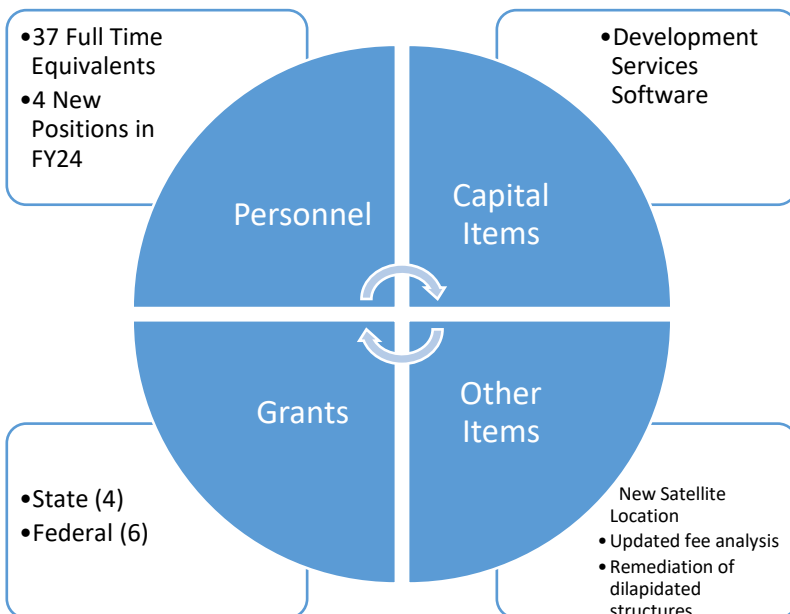 •37 Full Time
Equivalents
•4 New
Positions in
FY24
•Development
Services
Software
Personnel
Capital
Items
Grants
Other
Items
•State (4)
•Federal (6)
New Satellite
Location
•Updated fee analysis
•Remediation of
dilapidated
structures